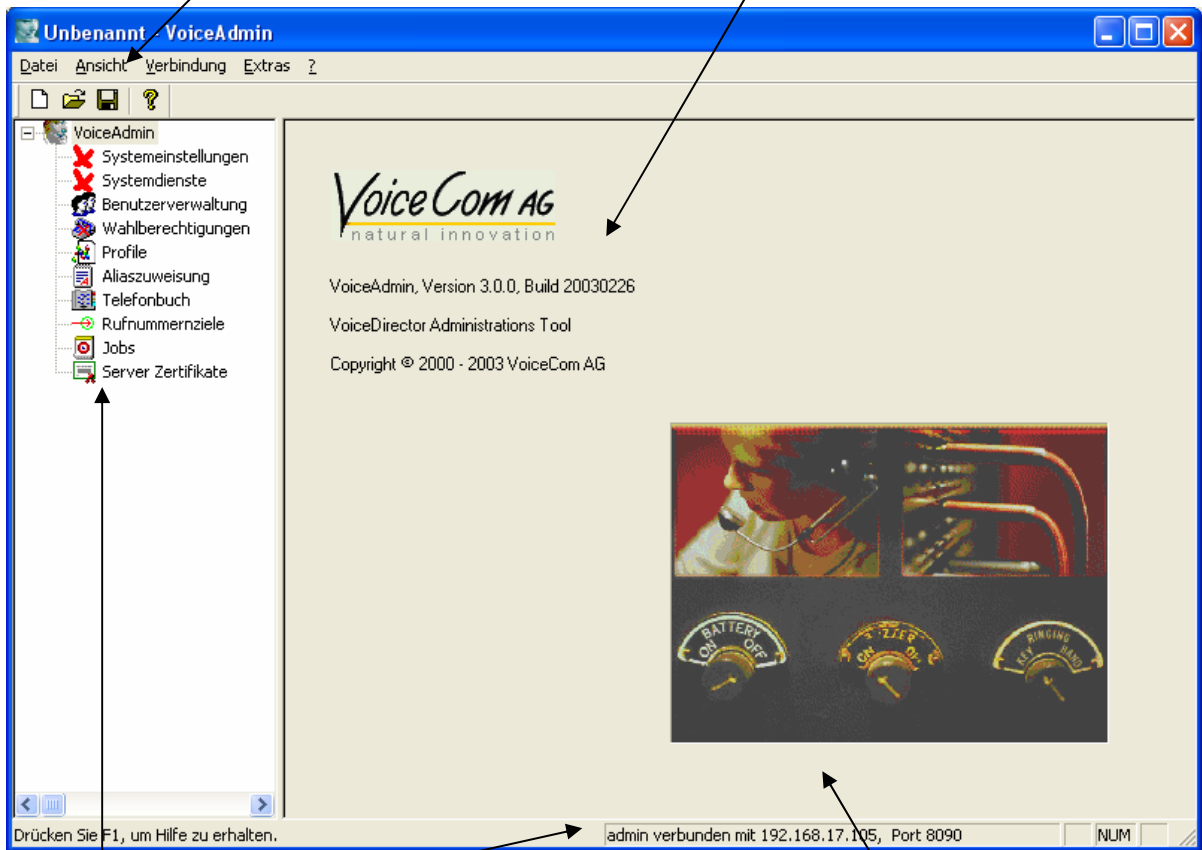 Unbenannt - VoiceAdmin
Datei Ansicht Verbindung Extras ?
VoiceAdmin
Systemeinstellungen
Systemdienste
Benutzerverwaltung
Wahlberechtigungen
Profile
Aliaszuweisung
Telefonbuch
Rufnummernziele
Jobs
Server Zertifikate
VoiceCom AG
natural innovation
VoiceAdmin, Version 3.0.0, Build 20030226
VoiceDirector Administrations Tool
Copyright © 2000 - 2003 VoiceCom AG
BATTERY
ON OFF
ON
RINGING
KEY HAND
Drücken Sie F1, um Hilfe zu erhalten.
admin verbunden mit 192.168.17.105, Port 8090
NUM